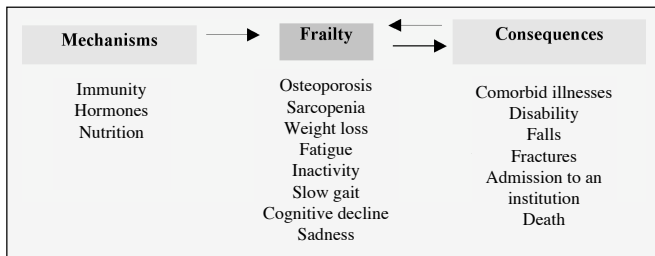 Mechanisms
Immunity
Hormones
Nutrition
Frailty
Osteoporosis
Sarcopenia
Weight loss
Fatigue
Inactivity
Slow gait
Cognitive decline
Sadness
Consequences
Comorbid illnesses
Disability
Falls
Fractures
Admission to an
institution
Death